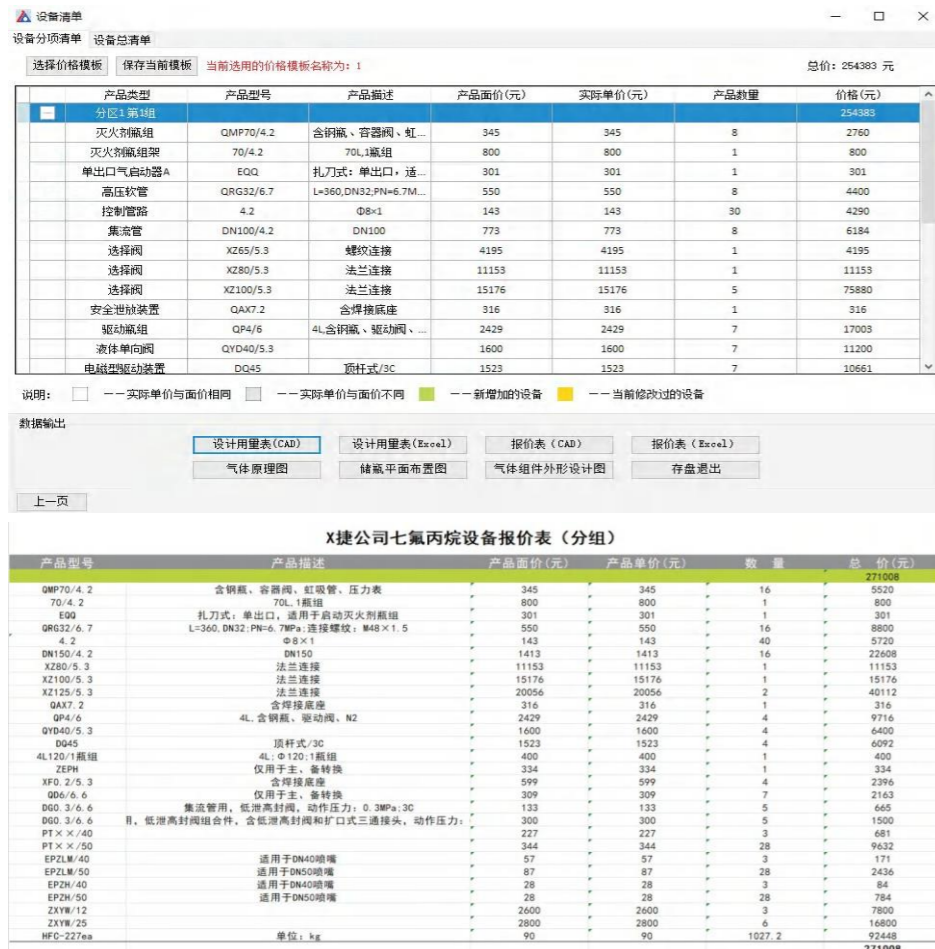 设备清单
设备分项清单 设备总清单
选择价格模板 保存当前模板 当前选用的价格模板名称为: 1 总价: 254383 元
产品类型 产品型号 产品描述 产品面价(元) 实际单价(元) 产品数量 价格(元)
分区1 第1组 254383
灭火剂瓶组 QMP70/4.2 含钢瓶、容器阀、虹... 345 345 8 2760
灭火剂瓶组架 70/4.2 70L,1瓶组 800 800 1 800
单出口气启动器A EQQ 扎刀式: 单出口, 适... 301 301 1 301
高压软管 QRG32/6.7 L=360,DN32;PN=6.7M... 550 550 8 4400
控制管路 4.2 Φ8×1 143 143 30 4290
集流管 DN100/4.2 DN100 773 773 8 6184
选择阀 XZ65/5.3 螺纹连接 4195 4195 1 4195
选择阀 XZ80/5.3 法兰连接 11153 11153 1 11153
选择阀 XZ100/5.3 法兰连接 15176 15176 5 75880
安全泄放装置 QAX7.2 含焊接底座 316 316 1 316
驱动瓶组 QP4/6 4L,含钢瓶、驱动阀、... 2429 2429 7 17003
液体单向阀 QYD40/5.3 1600 1600 7 11200
电磁型驱动装置 DQ45 顶杆式/3C 1523 1523 7 10661
说明: ——实际单价与面价相同 ——实际单价与面价不同 ——新增加的设备 ——当前修改过的设备
数据输出
设计用量表(CAD) 设计用量表(Excel) 报价表 (CAD) 报价表 (Excel)
气体原理图 储瓶平面布置图 气体组件外形设计图 存盘退出
上一页
X捷公司七氟丙烷设备报价表 (分组)
产品型号 产品描述 产品面价(元) 产品单价(元) 数 量 总 价(元)
271008
QMP70/4.2 含钢瓶、容器阀、虹吸管、压力表 345 345 16 5520
70/4.2 70L,1瓶组 800 800 1 800
EQQ 扎刀式: 单出口, 适用于启动灭火剂瓶组 301 301 1 301
QRG32/6.7 L=360,DN32;PN=6.7MPa;连接螺纹: M48×1.5 550 550 16 8800
4.2 Φ8×1 143 143 40 5720
DN150/4.2 DN150 1413 1413 16 22608
XZ80/5.3 法兰连接 11153 11153 1 11153
XZ100/5.3 法兰连接 15176 15176 1 15176
XZ125/5.3 法兰连接 20056 20056 2 40112
QAX7.2 含焊接底座 316 316 1 316
QP4/6 4L,含钢瓶、驱动阀、N2 2429 2429 4 9716
QYD40/5.3 1600 1600 4 6400
DQ45 顶杆式/3C 1523 1523 4 6092
4L120/1瓶组 4L;Φ120;1瓶组 400 400 1 400
ZEPH 仅用于主、备转换 334 334 1 334
XF0.2/5.3 含焊接底座 599 599 4 2396
QD6/6.6 仅用于主、备转换 309 309 7 2163
DG0.3/6.6 集流管用, 低泄高封阀, 动作压力: 0.3MPa;3C 133 133 5 665
DG0.3/6.6 用, 低泄高封阀组合件, 含低泄高封阀和扩口式三通接头, 动作压力: 300 300 5 1500
PT××/40 227 227 3 681
PT××/50 344 344 28 9632
EPZLM/40 适用于DN40喷嘴 57 57 3 171
EPZLM/50 适用于DN50喷嘴 87 87 28 2436
EPZH/40 适用于DN40喷嘴 28 28 3 84
EPZH/50 适用于DN50喷嘴 28 28 28 784
ZXYW/12 2600 2600 3 7800
ZXYW/25 2800 2800 6 16800
HFC-227ea 单位: kg 90 90 1027.2 92448
271008